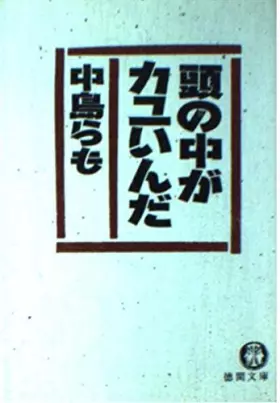 頭の中が
カユいんだ
中島らも
徳間文庫